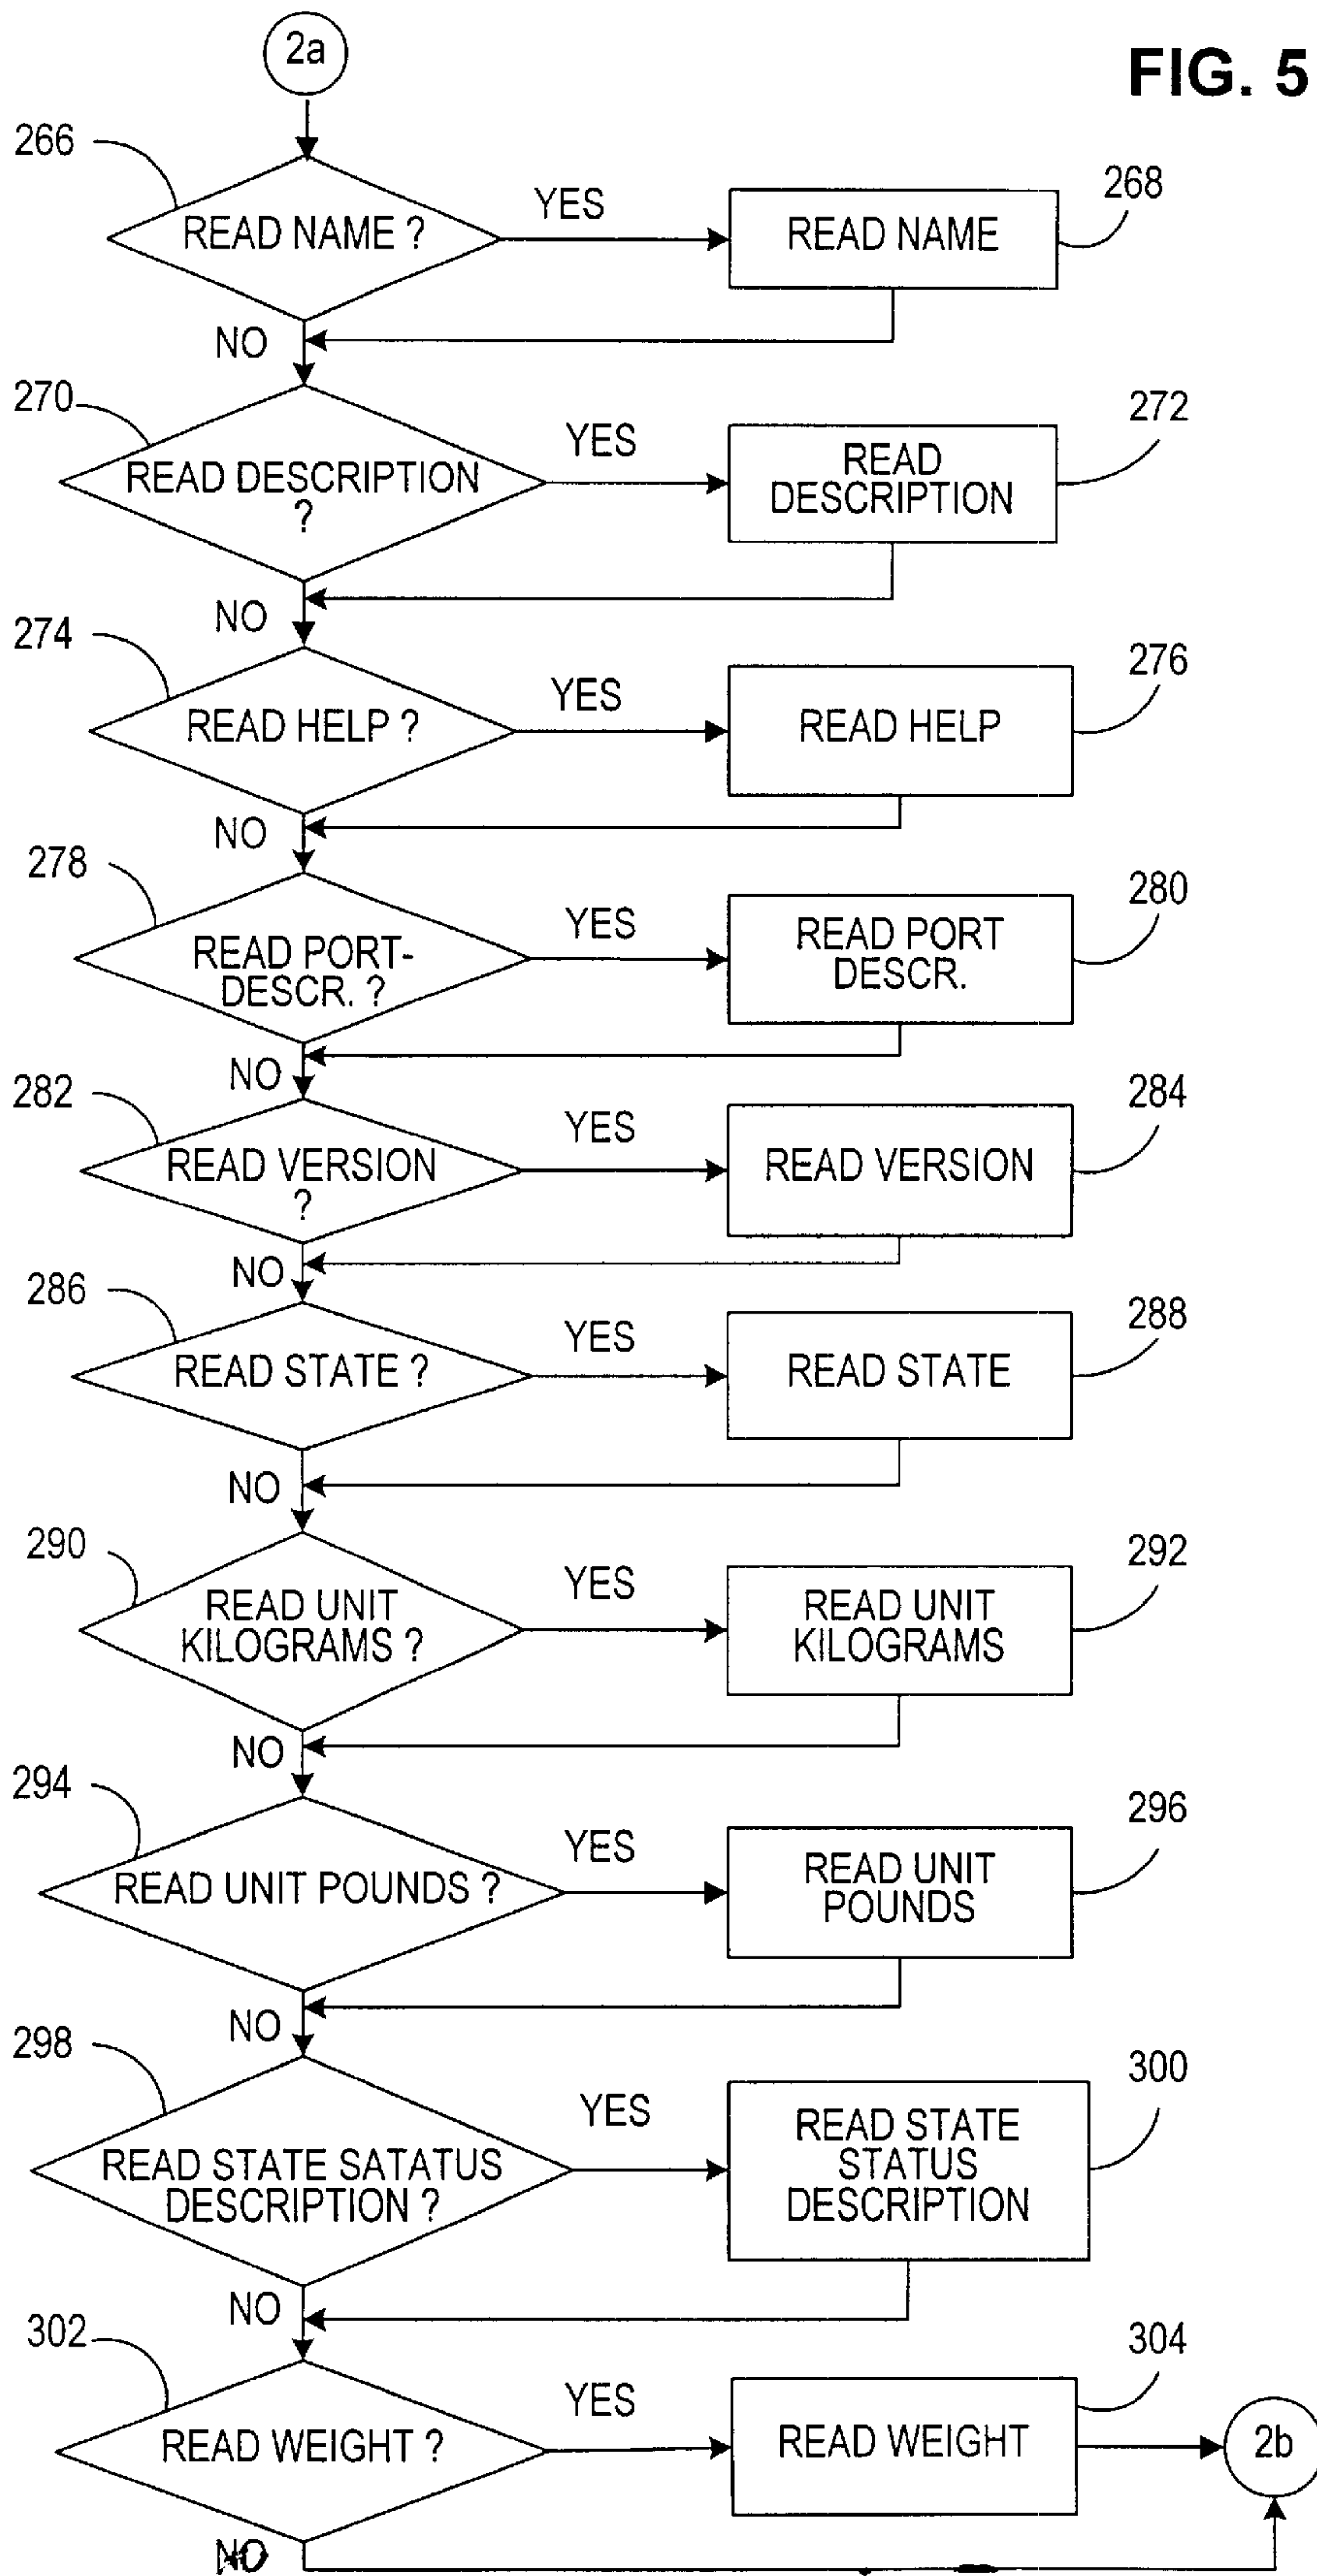 2a
FIG. 5
266
READ NAME ?
YES
READ NAME
268
NO
270
READ DESCRIPTION
?
YES
READ
DESCRIPTION
272
NO
274
READ HELP ?
YES
READ HELP
276
NO
278
READ PORT-
DESCR. ?
YES
READ PORT
DESCR.
280
NO
282
READ VERSION
?
YES
READ VERSION
284
NO
286
READ STATE ?
YES
READ STATE
288
NO
290
READ UNIT
KILOGRAMS ?
YES
READ UNIT
KILOGRAMS
292
NO
294
READ UNIT POUNDS ?
YES
READ UNIT
POUNDS
296
NO
298
READ STATE SATATUS
DESCRIPTION ?
YES
READ STATE
STATUS
DESCRIPTION
300
NO
302
READ WEIGHT ?
YES
READ WEIGHT
304
2b
NO